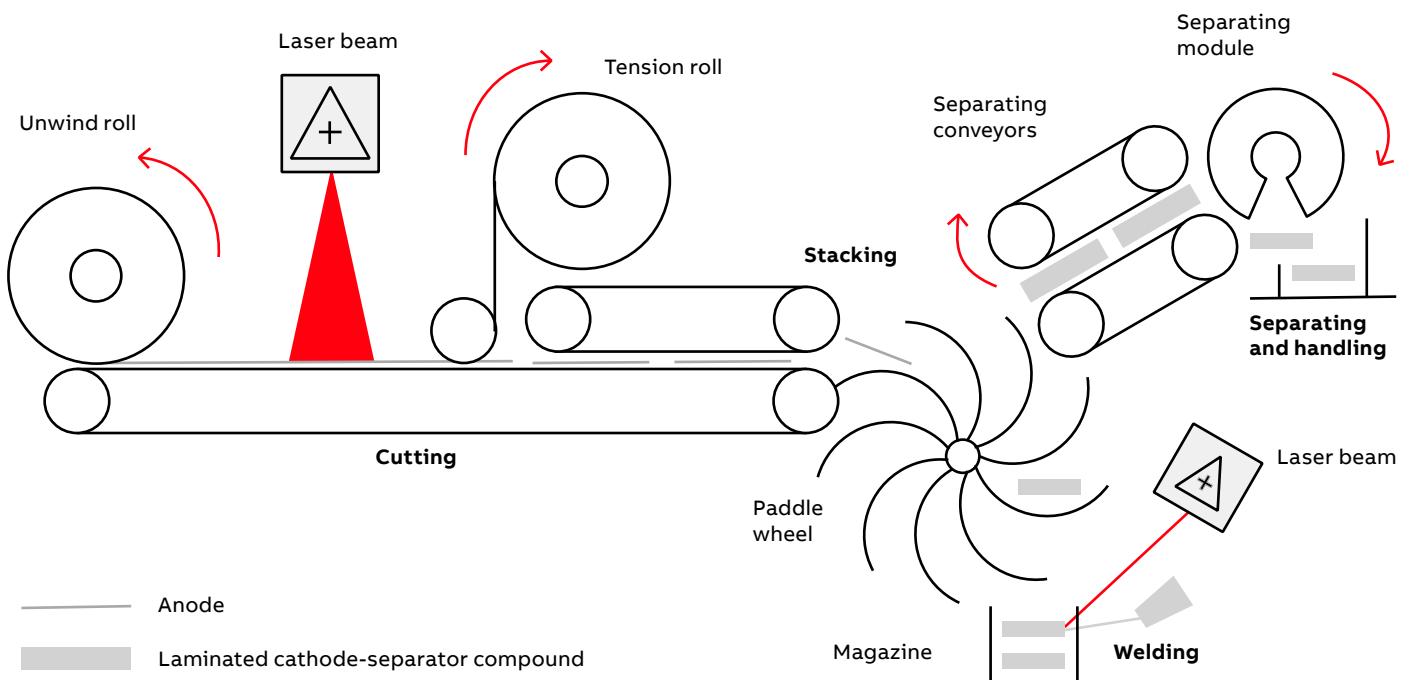 Separating
module
Laser beam
Tension roll
Separating
conveyors
Unwind roll
Stacking
Separating
and handling
Cutting
Laser beam
Paddle
wheel
Anode
Magazine
Welding
Laminated cathode-separator compound